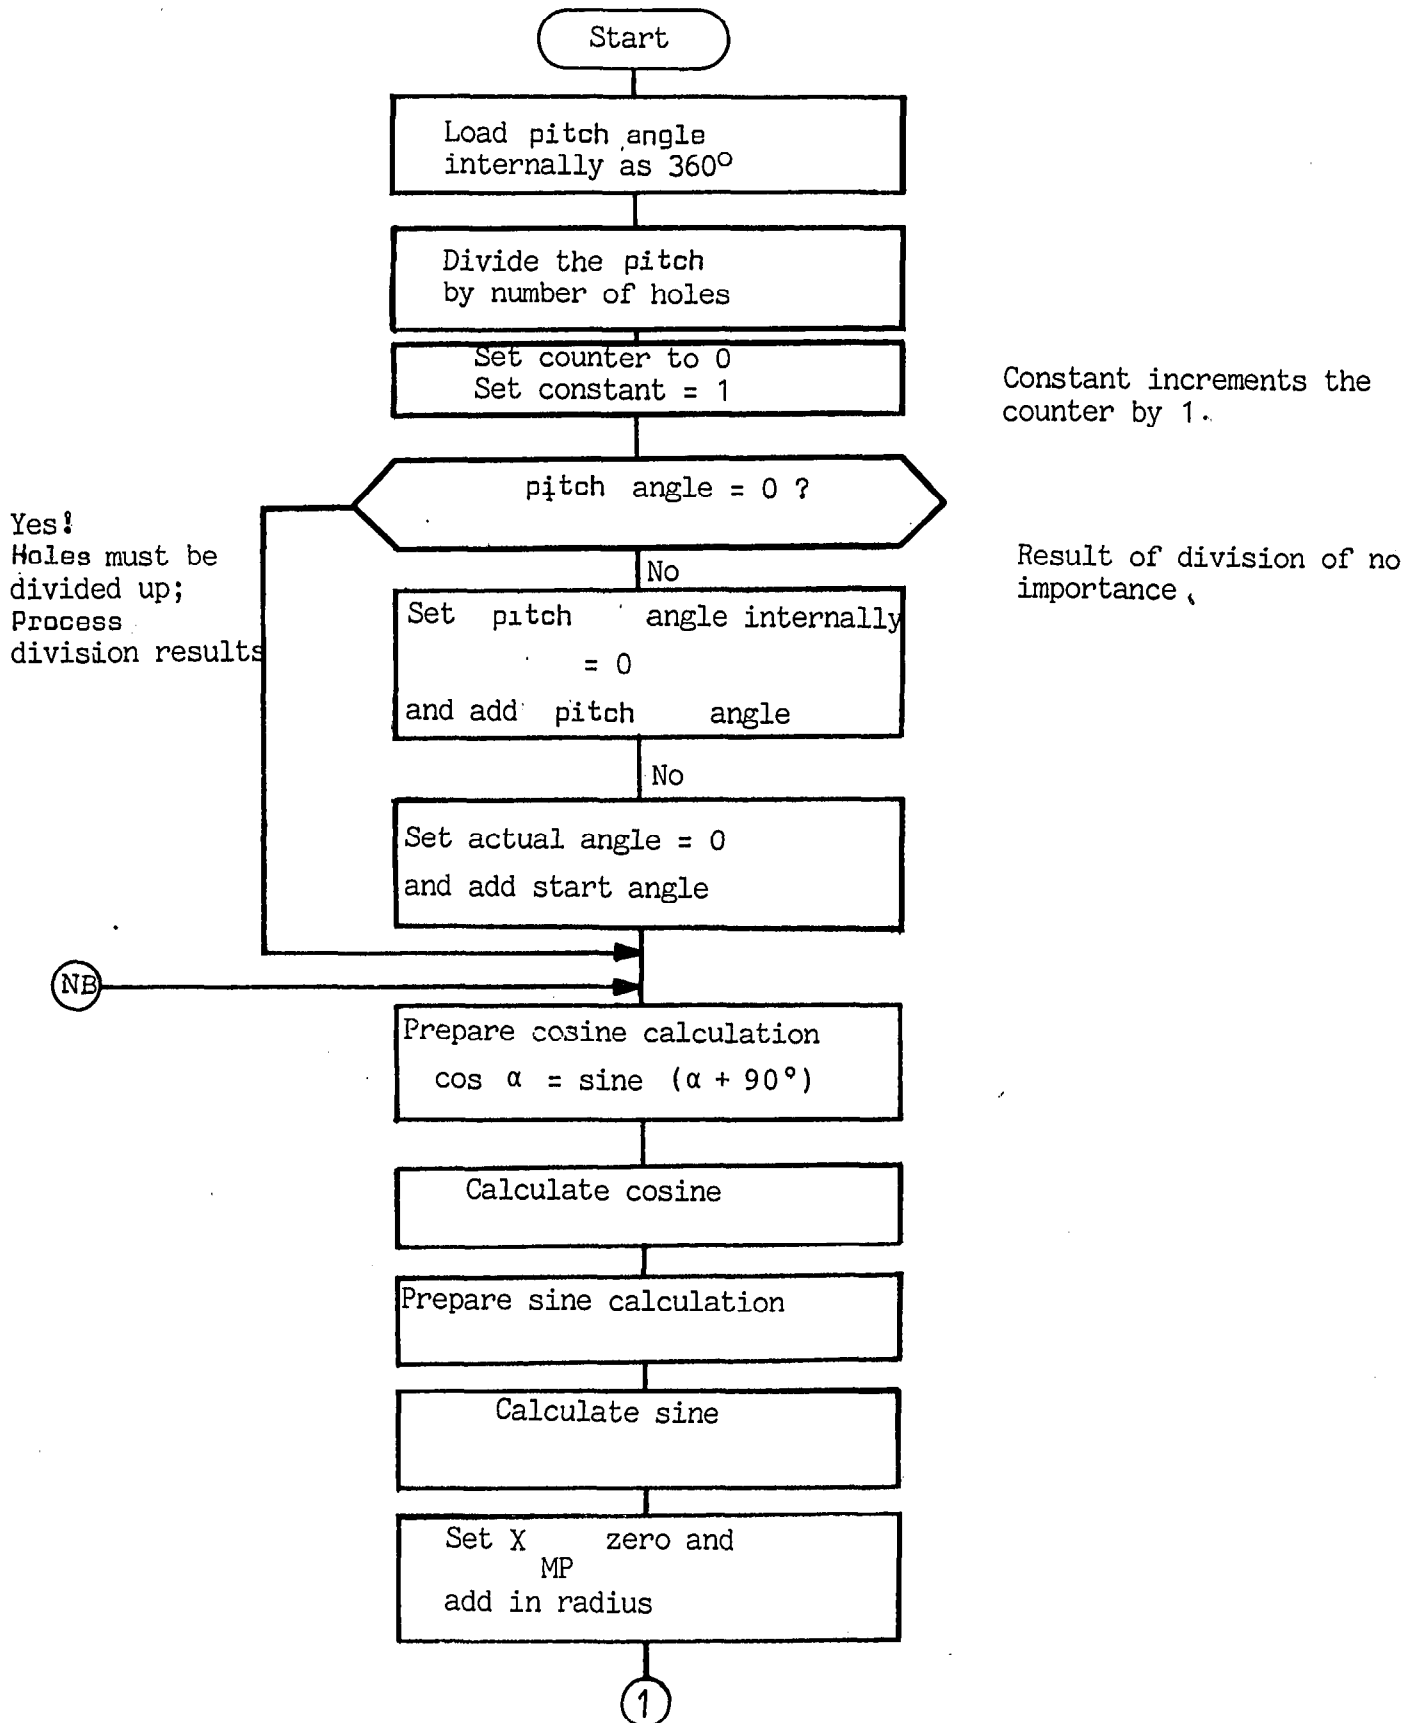 Start
Load pitch angle
internally as 360°
Divide the pitch
by number of holes
Set counter to 0
Set constant = 1
Constant increments the
counter by 1.
pitch angle = 0 ?
Yes!
Holes must be
divided up;
Process
division results
No
Result of division of no
importance
Set pitch angle internally
= 0
and add pitch angle
No
Set actual angle = 0
and add start angle
NB
Prepare cosine calculation
cos α = sine (α + 90°)
Calculate cosine
Prepare sine calculation
Calculate sine
Set X zero and
MP
add in radius
1